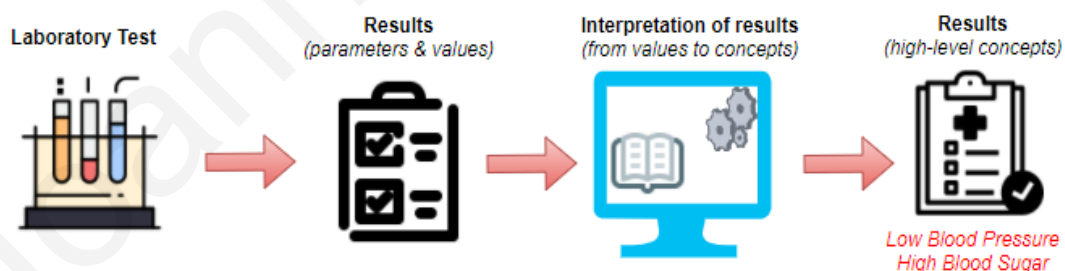 Laboratory Test
Results
(parameters & values)
Interpretation of results
(from values to concepts)
Results
(high-level concepts)
Low Blood Pressure
High Blood Sugar